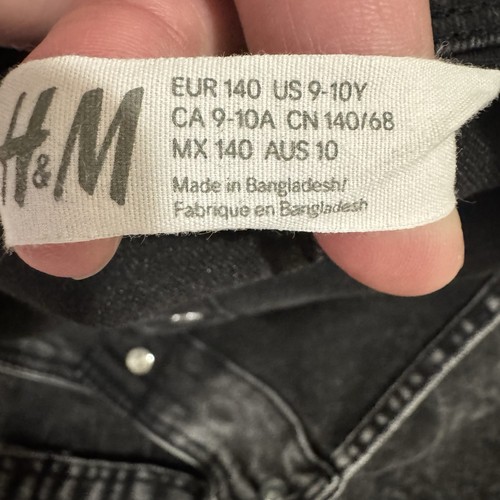 H&M
EUR 140 US 9-10Y
CA 9-10A CN 140/68
MX 140 AUS 10
Made in Bangladesh/
Fabriqué en Bangladesh